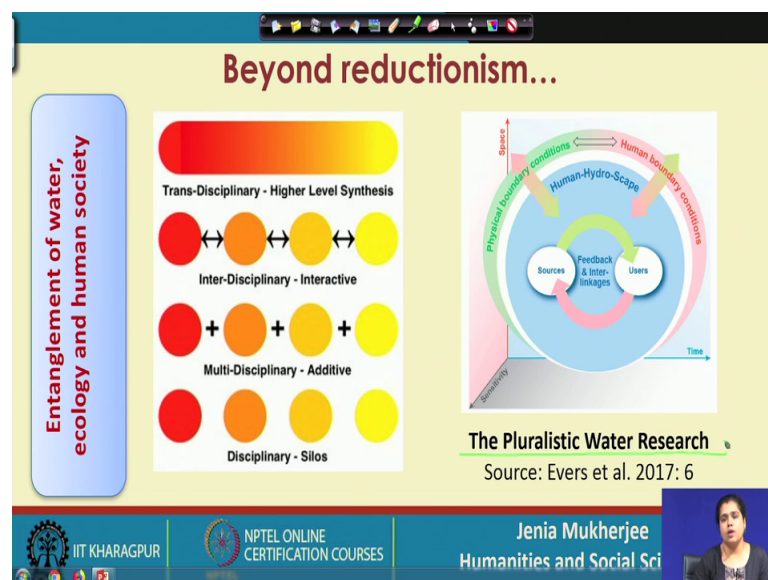 Beyond reductionism...
Entanglement of water,
ecology and human society
Trans-Disciplinary - Higher Level Synthesis
Inter-Disciplinary - Interactive
+ + +
Multi-Disciplinary - Additive
Disciplinary - Silos
Space
Physical boundary conditions
Human boundary conditions
Human-Hydro-Scape
Sources
Feedback
& Inter-
linkages
Users
Time
Sensitivity
The Pluralistic Water Research
Source: Evers et al. 2017: 6
IIT KHARAGPUR
NPTEL ONLINE
CERTIFICATION COURSES
Jenia Mukherjee
Humanities and Social Sci